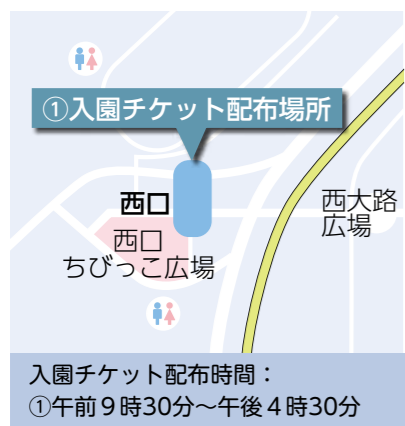 ①入園チケット配布場所
西口
西口
ちびっこ広場
西大路
広場
入園チケット配布時間：
①午前９時30分～午後４時30分